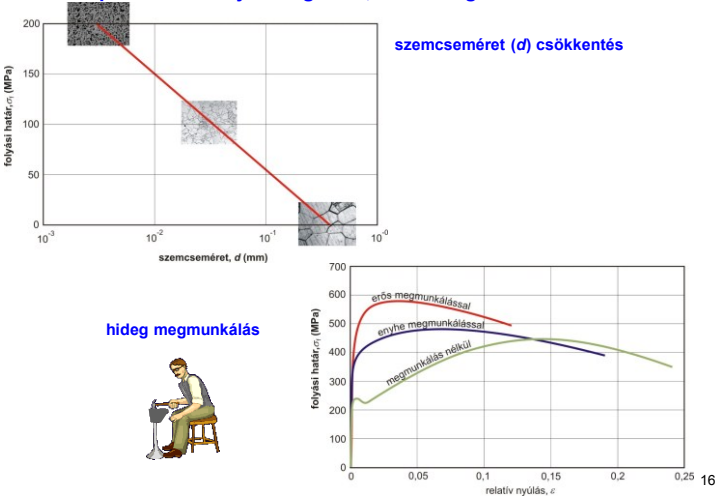 szemcseméret (d) csökkentés
200
150
100
50
0
folyási határ,σf (MPa)
10-3
10-2
10-1
10-0
szemcseméret, d (mm)
hideg megmunkálás
700
600
500
400
300
200
100
0
folyási határ,σf (MPa)
erős megmunkálással
enyhe megmunkálással
megmunkálás nélkül
0
0,05
0,1
0,15
0,2
0,25
relatív nyúlás, ε
16